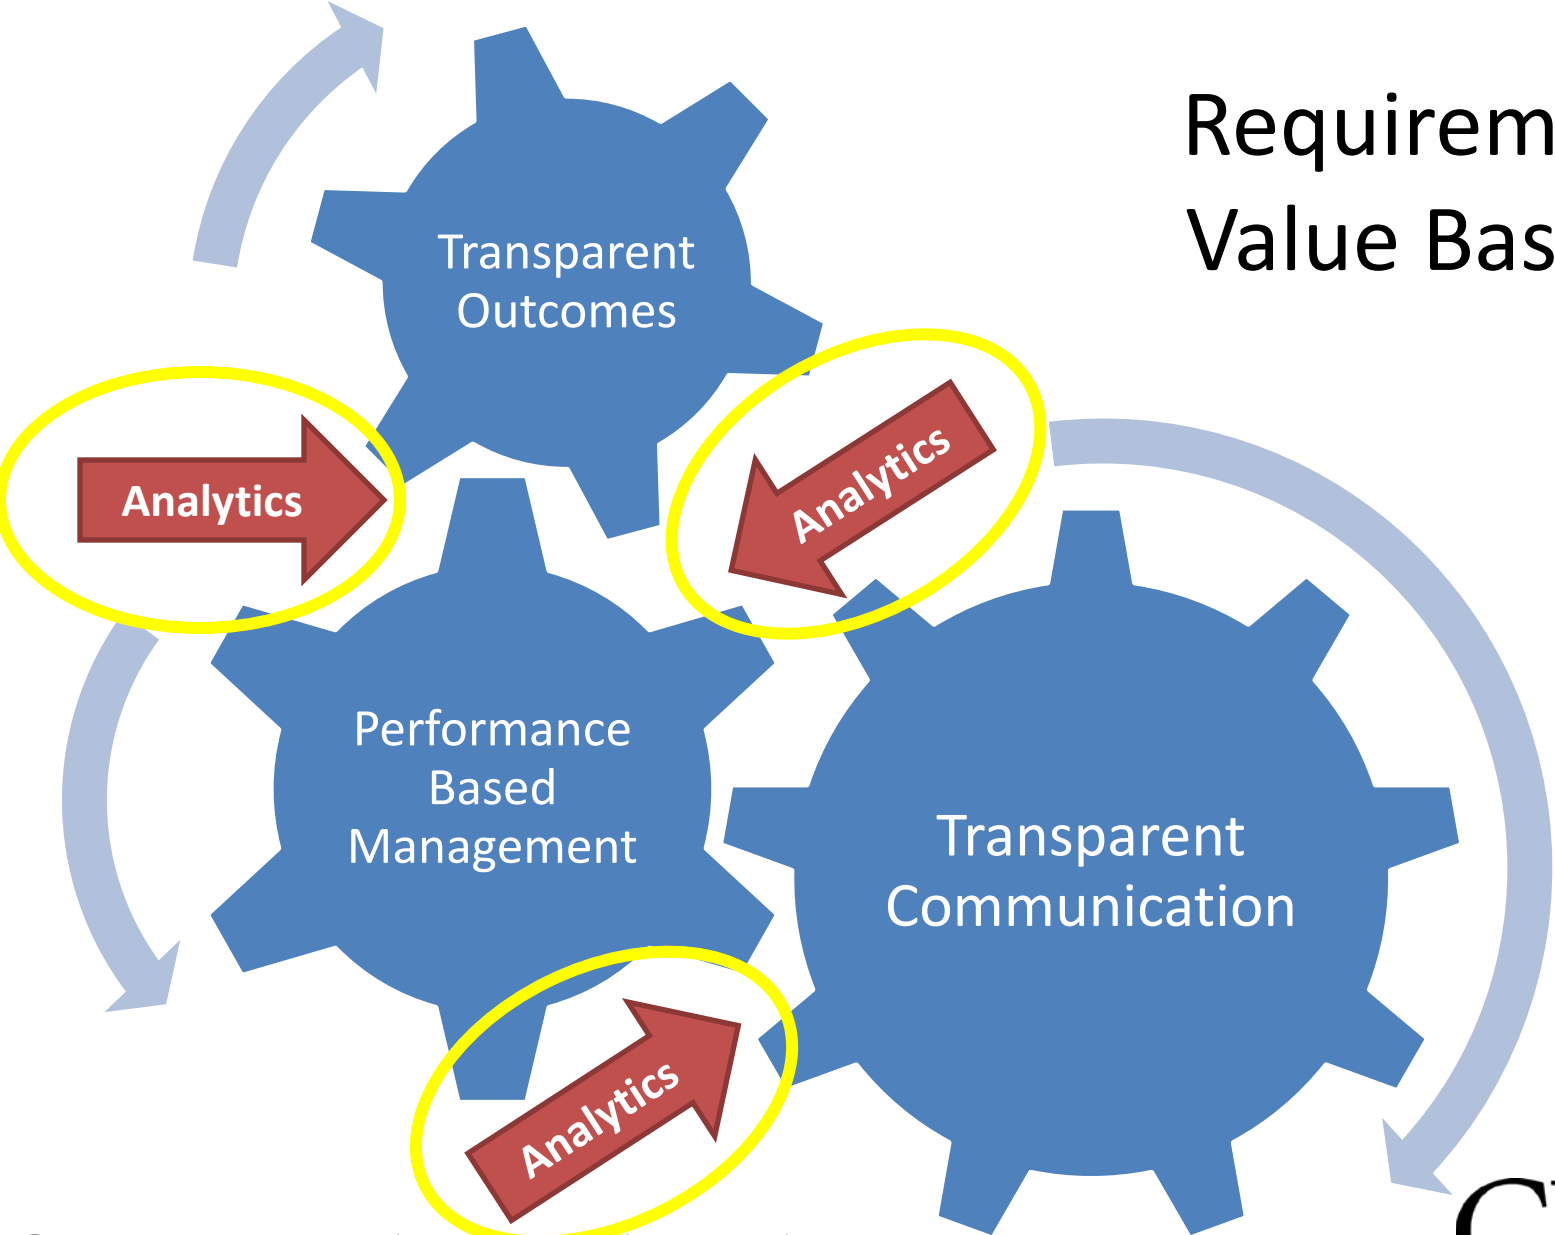 Requirem
Value Bas
Transparent
Outcomes
Analytics
Analytics
Performance
Based
Management
Transparent
Communication
Analytics